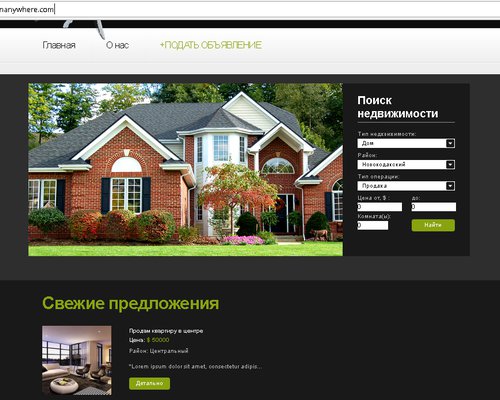 nanywhere.com
Главная О нас +ПОДАТЬ ОБЪЯВЛЕНИЕ
Поиск
недвижимости
Тип недвижимости:
Дом
Район:
Новокодакский
Тип операции:
Продажа
Цена от, $ : до:
0 0
Комнат(ы):
0 Найти
Свежие предложения
Продам квартиру в центре
Цена: $ 50000
Район: Центральный
"Lorem ipsum dolor sit amet, consectetur adipis...
Детально